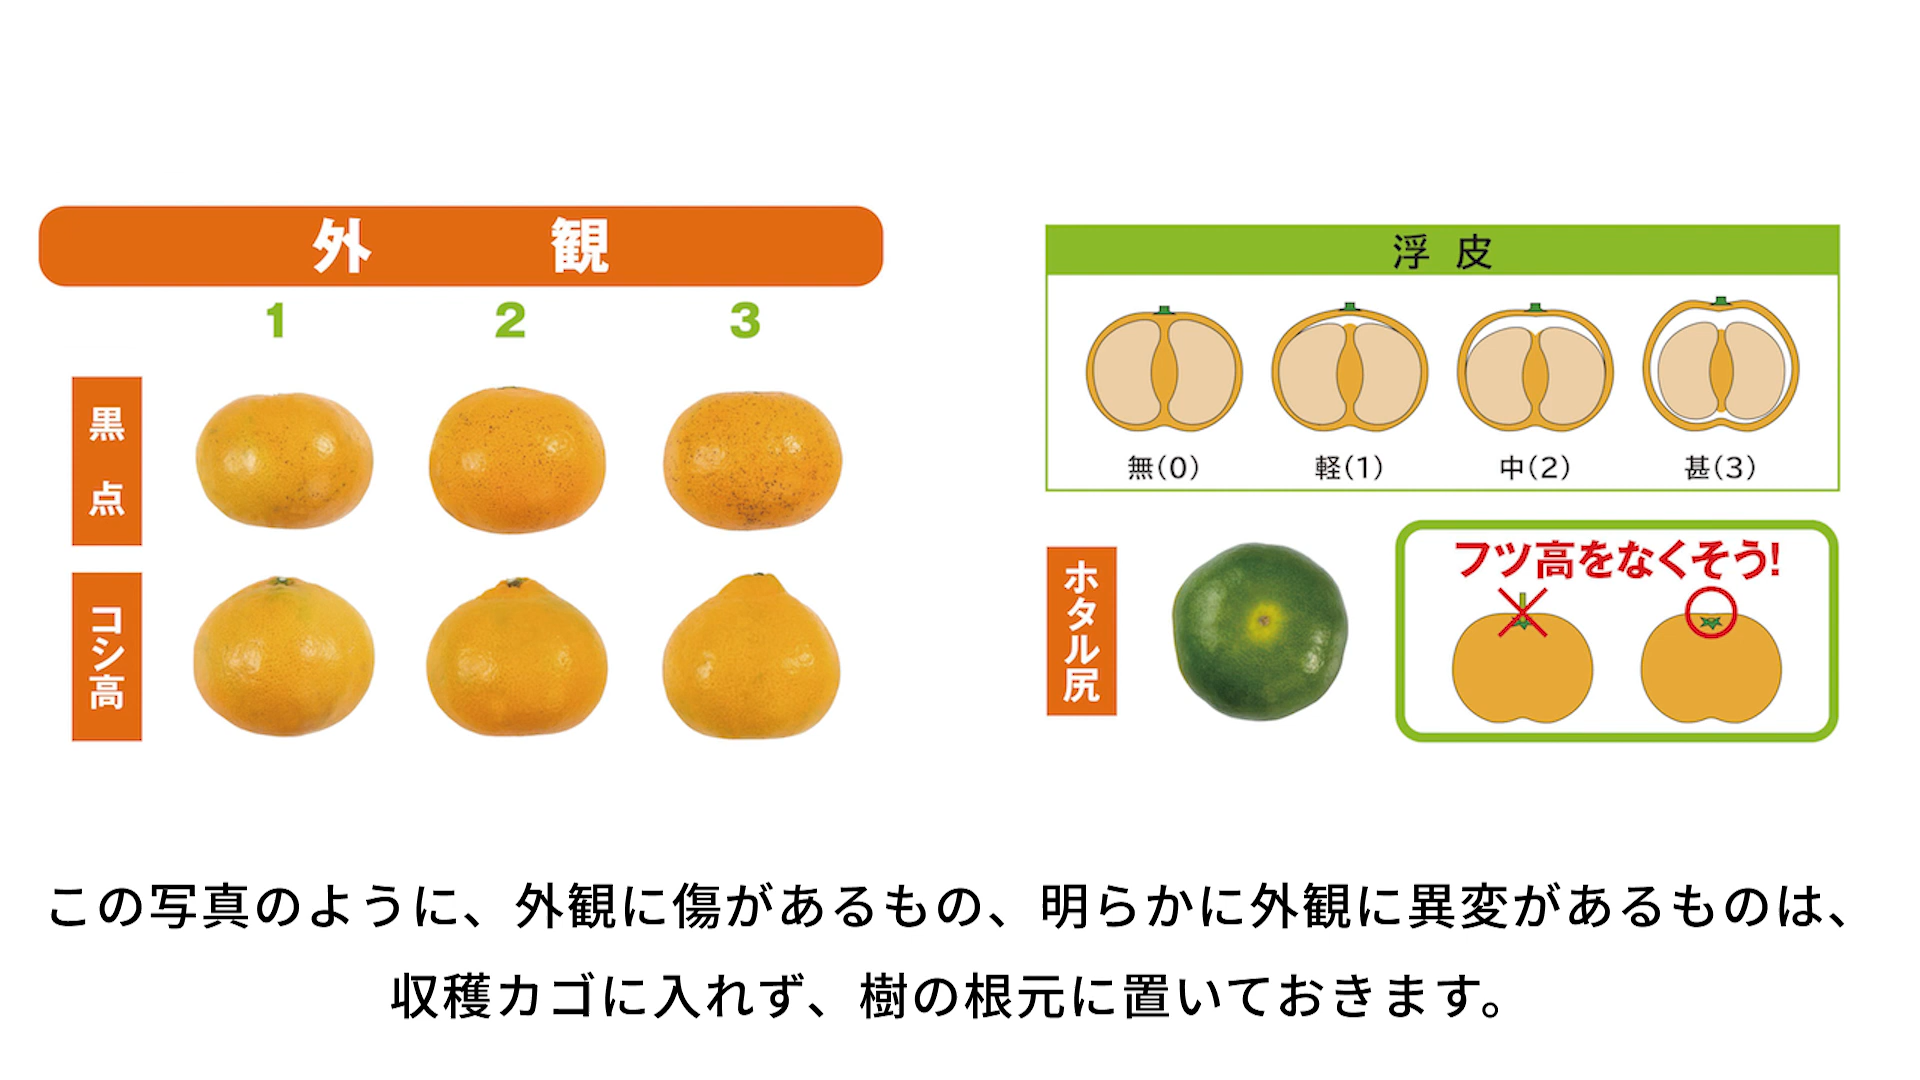 外観
1 2 3
黒点
コシ高
浮皮
無(0) 軽(1) 中(2) 甚(3)
ホタル尻
フツ高をなくそう!
この写真のように、外観に傷があるもの、明らかに外観に異変があるものは、
収穫カゴに入れず、樹の根元に置いておきます。